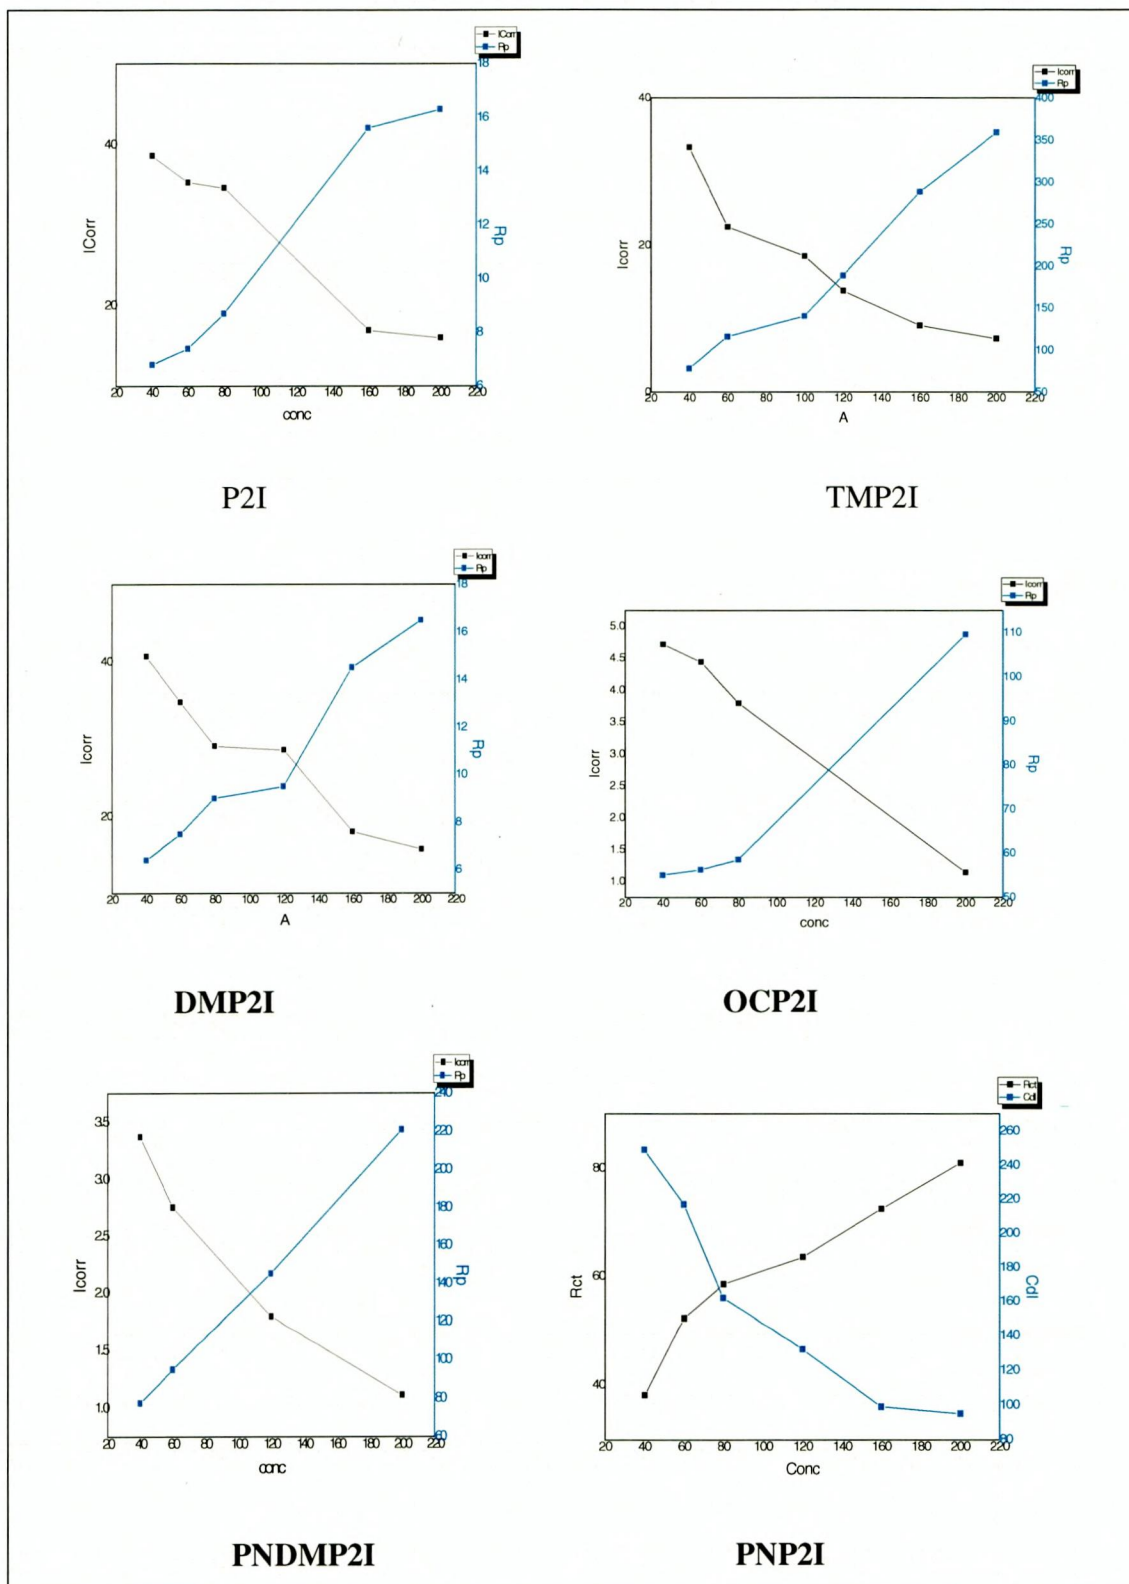 ICorr
Rp
18
16
14
12
10
8
6
40
20
ICorr
Rp
20 40 60 80 100 120 140 160 180 200 220
conc
P2I
Icorr
Rp
400
350
300
250
200
150
100
50
40
20
0
Icorr
Rp
20 40 60 80 100 120 140 160 180 200 220
A
TMP2I
Icorr
Rp
18
16
14
12
10
8
6
40
20
Icorr
Rp
20 40 60 80 100 120 140 160 180 200 220
A
DMP2I
Icorr
Rp
5.0
4.5
4.0
3.5
3.0
2.5
2.0
1.5
1.0
110
100
90
80
70
60
50
Icorr
Rp
20 40 60 80 100 120 140 160 180 200 220
conc
OCP2I
Icorr
Rp
3.5
3.0
2.5
2.0
1.5
1.0
240
220
200
180
160
140
120
100
80
60
Icorr
Rp
20 40 60 80 100 120 140 160 180 200 220
conc
PNDMP2I
Rct
Cdl
80
60
40
260
240
220
200
180
160
140
120
100
80
Rct
Cdl
20 40 60 80 100 120 140 160 180 200 220
Conc
PNP2I